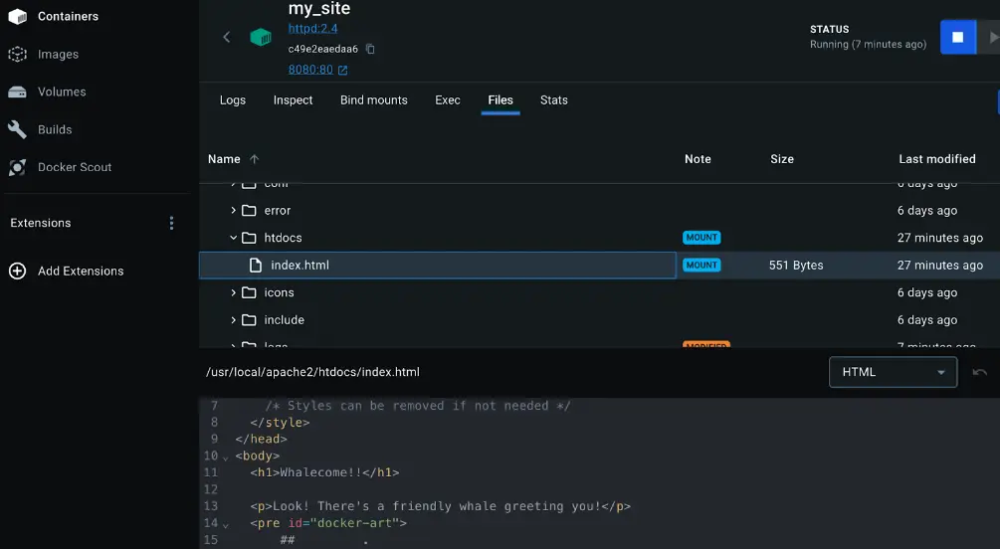 Containers
Images
Volumes
Builds
Docker Scout
Extensions
Add Extensions
my_site
httpd:2.4
c49e2eaedaa6
8080:80
STATUS
Running (7 minutes ago)
Logs Inspect Bind mounts Exec Files Stats
Name Note Size Last modified
conf 6 days ago
error 6 days ago
htdocs MOUNT 27 minutes ago
index.html MOUNT 551 Bytes 27 minutes ago
icons 6 days ago
include 6 days ago
logs MODIFIED 7 minutes ago
/usr/local/apache2/htdocs/index.html HTML
7 /* Styles can be removed if not needed */
8 </style>
9 </head>
10 <body>
11 <h1>Whalecome!!</h1>
12
13 <p>Look! There's a friendly whale greeting you!</p>
14 <pre id="docker-art">
15 ## .